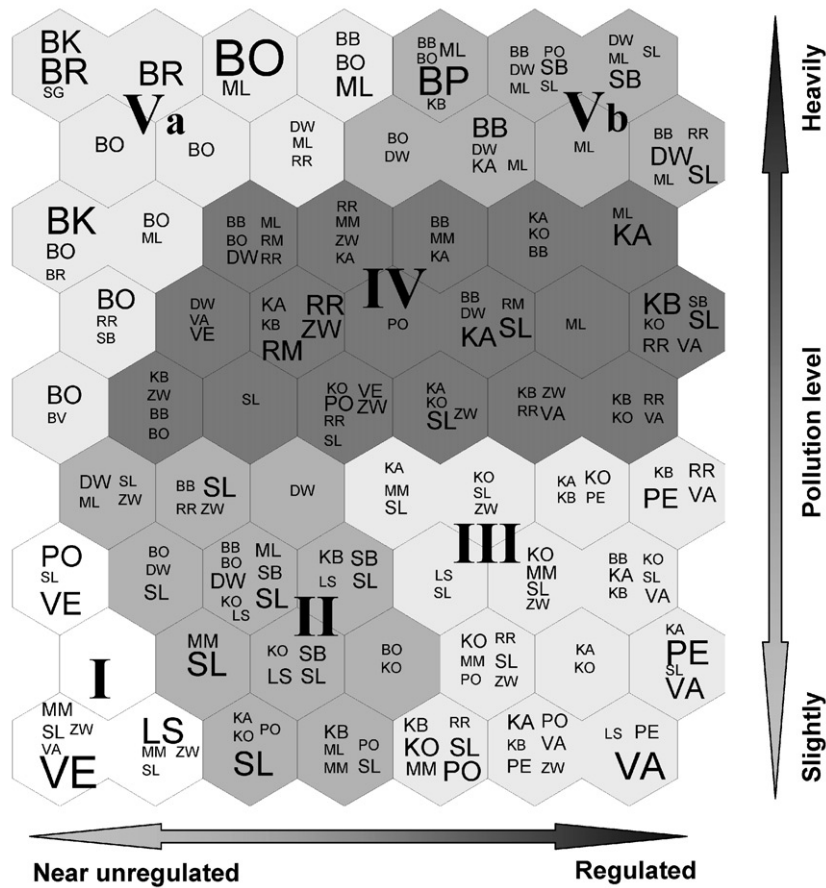 BK
BR
SG
BR
BO
ML
BB
BO
ML
BB ML
BO
BP
KB
BB PO
DW SB
ML SL
DW SL
ML
SB
Va
Vb
BO
BO
DW
ML
RR
BO
DW
BB
DW
KA ML
ML
BB RR
DW
ML SL
BK
BO
BR
BO
ML
BB ML
BO RM
DW RR
RR
MM
ZW
KA
BB
MM
KA
KA
KO
BB
ML
KA
IV
BO
RR
SB
DW
VA
VE
KA RR
KB ZW
RM
PO
BB RM
DW
KA SL
ML
KB SB
KO SL
RR VA
BO
BV
KB
ZW
BB
BO
SL
KO VE
PO ZW
RR
SL
KA
KO
SL ZW
KB ZW
RR VA
KB RR
KO VA
DW SL
ML ZW
BB SL
RR ZW
DW
KA
MM
SL
KO
SL
ZW
KA KO
KB PE
KB RR
PE VA
III
PO
SL
VE
BO
DW
SL
BB ML
BO
DW SB
KO SL
LS
KB SB
LS SL
LS
SL
KO
MM
SL
ZW
BB KO
KA SL
KB VA
II
I
MM
SL
KO SB
LS SL
BO
KO
KO RR
MM SL
PO ZW
KA
KO
KA
PE
SL
VA
MM
SL ZW
VA
VE
LS
MM ZW
SL
KA
KO PO
SL
KB
ML PO
MM SL
KB RR
KO SL
MM PO
KA PO
KB VA
PE ZW
LS PE
VA
Near unregulated
Regulated
Heavily
Pollution level
Slightly